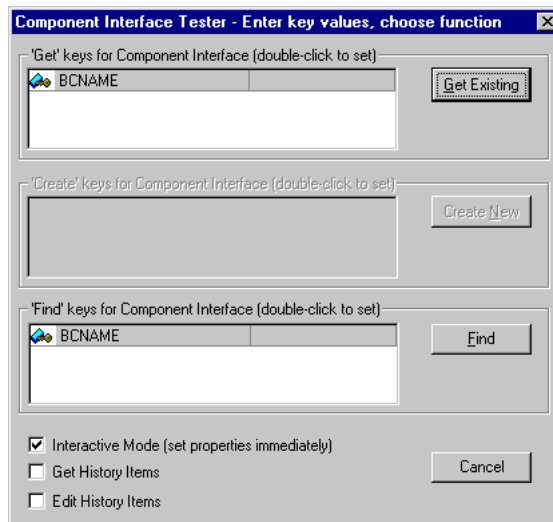 Component Interface Tester - Enter key values, choose function
'Get' keys for Component Interface (double-click to set)
BCNAME
Get Existing
'Create' keys for Component Interface (double-click to set)
Create New
'Find' keys for Component Interface (double-click to set)
BCNAME
Find
Interactive Mode (set properties immediately)
Get History Items
Cancel
Edit History Items